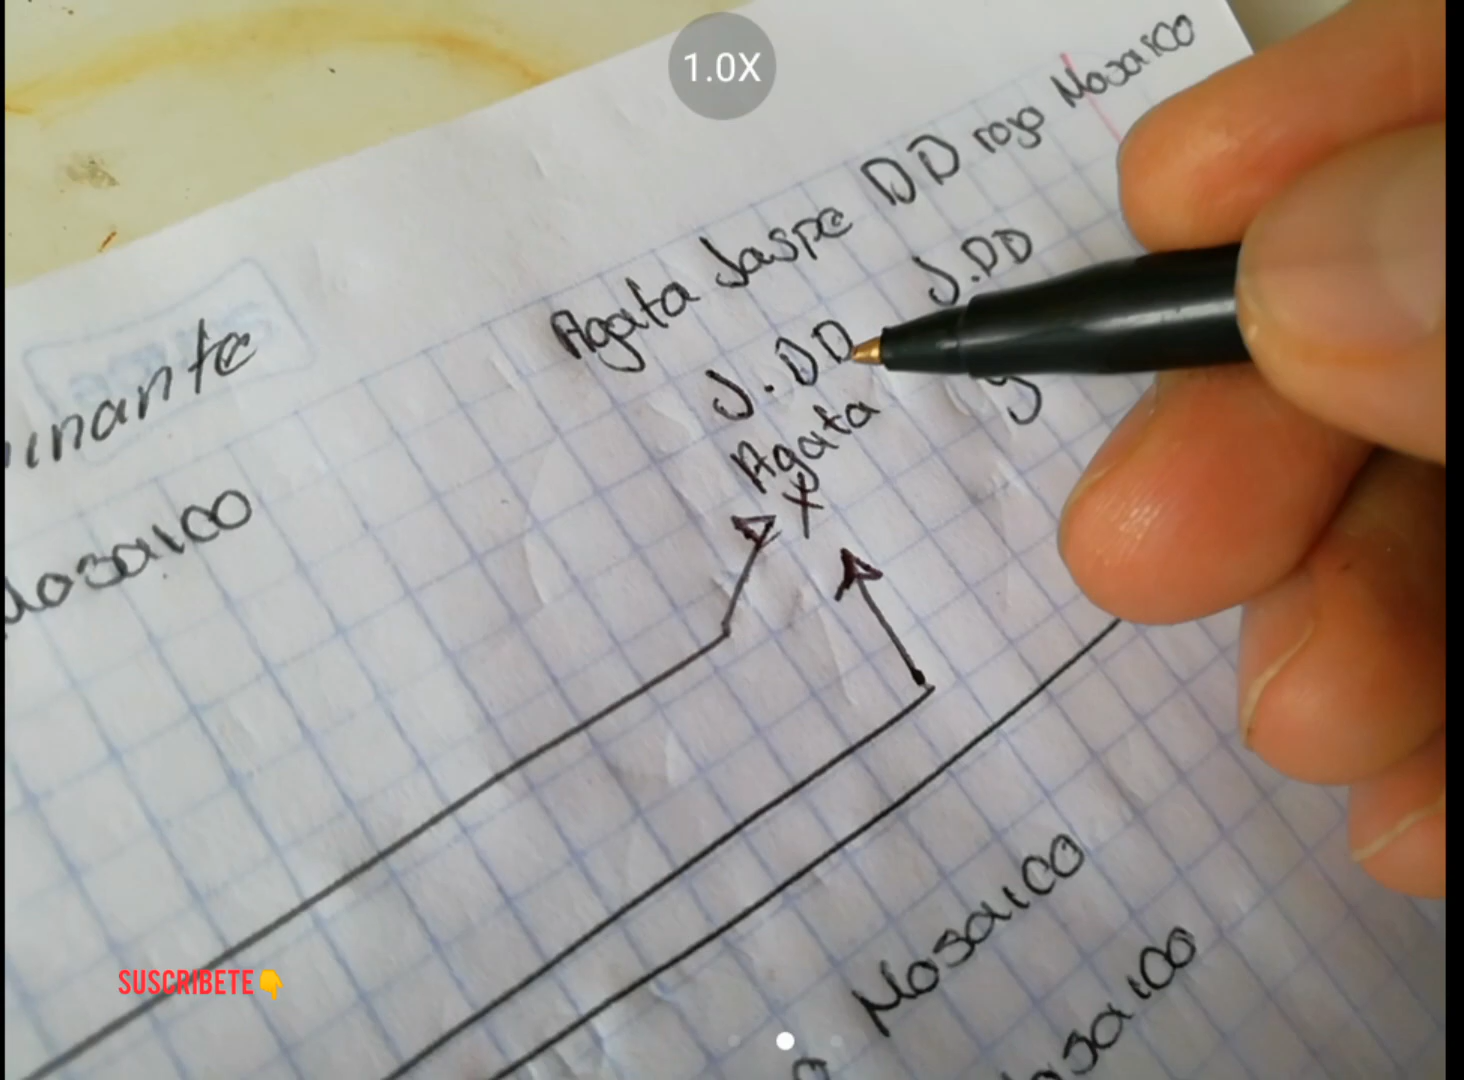 1.0X
Agata Jaspe DD rojo Mosaico
J.DD
J.DD
Agata
X
y
inante
Mosaico
Mosaico
SUSCRIBETE👇